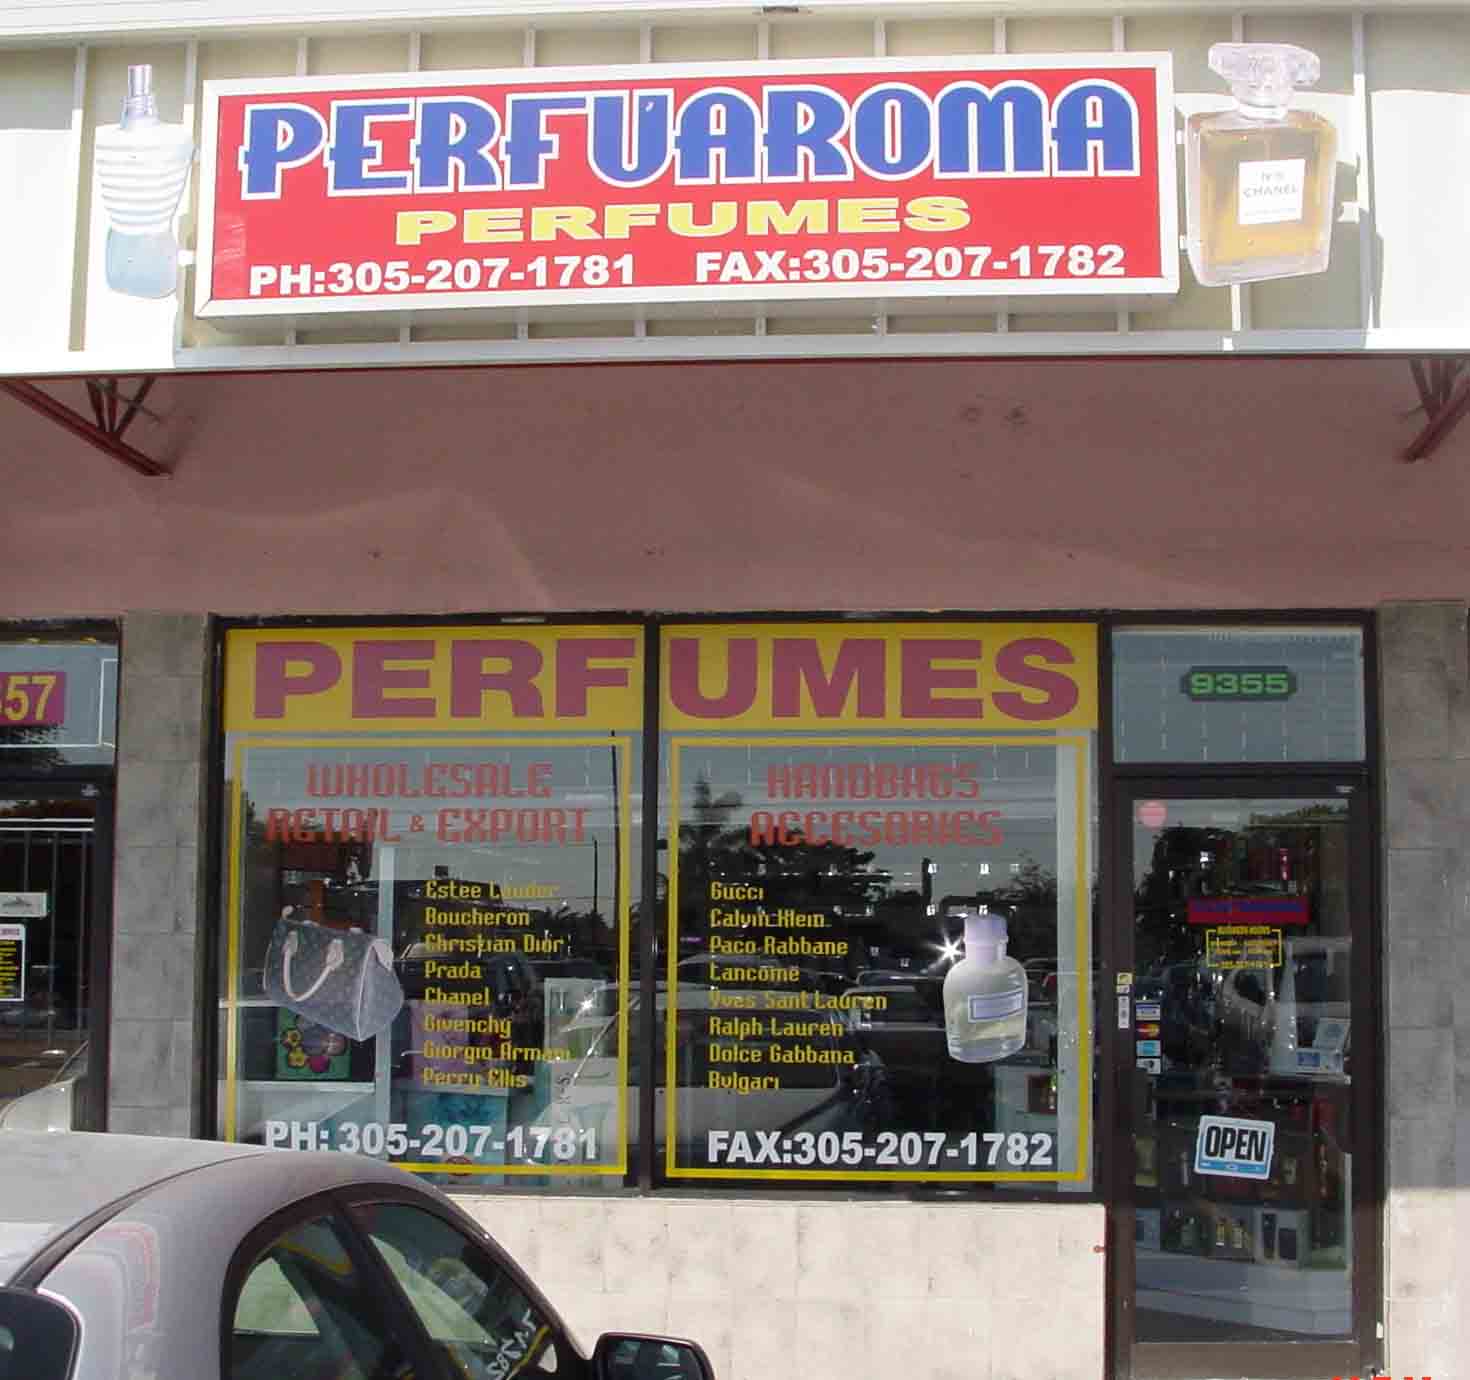 PERFUAROMA
PERFUMES
PH:305-207-1781 FAX:305-207-1782
Nº5
CHANEL
PERFUMES
9355
57
WHOLESALE
RETAIL & EXPORT
Estee Lauder
Boucheron
Christian Dior
Prada
Chanel
Givenchy
Giorgio Armani
Perry Ellis
PH: 305-207-1781
HANDBAGS
ACCESORIES
Gucci
Calvin Klein
Paco Rabbane
Lancome
Yves Sant Lauren
Ralph Lauren
Dolce Gabbana
Bvlgari
FAX:305-207-1782
OPEN